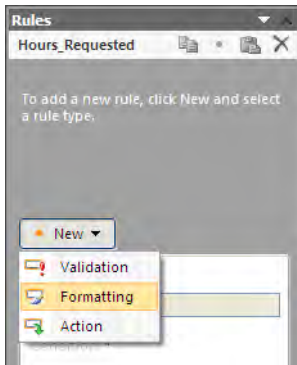 Rules
Hours_Requested
To add a new rule, click New and select
a rule type.
New
Validation
Formatting
Action